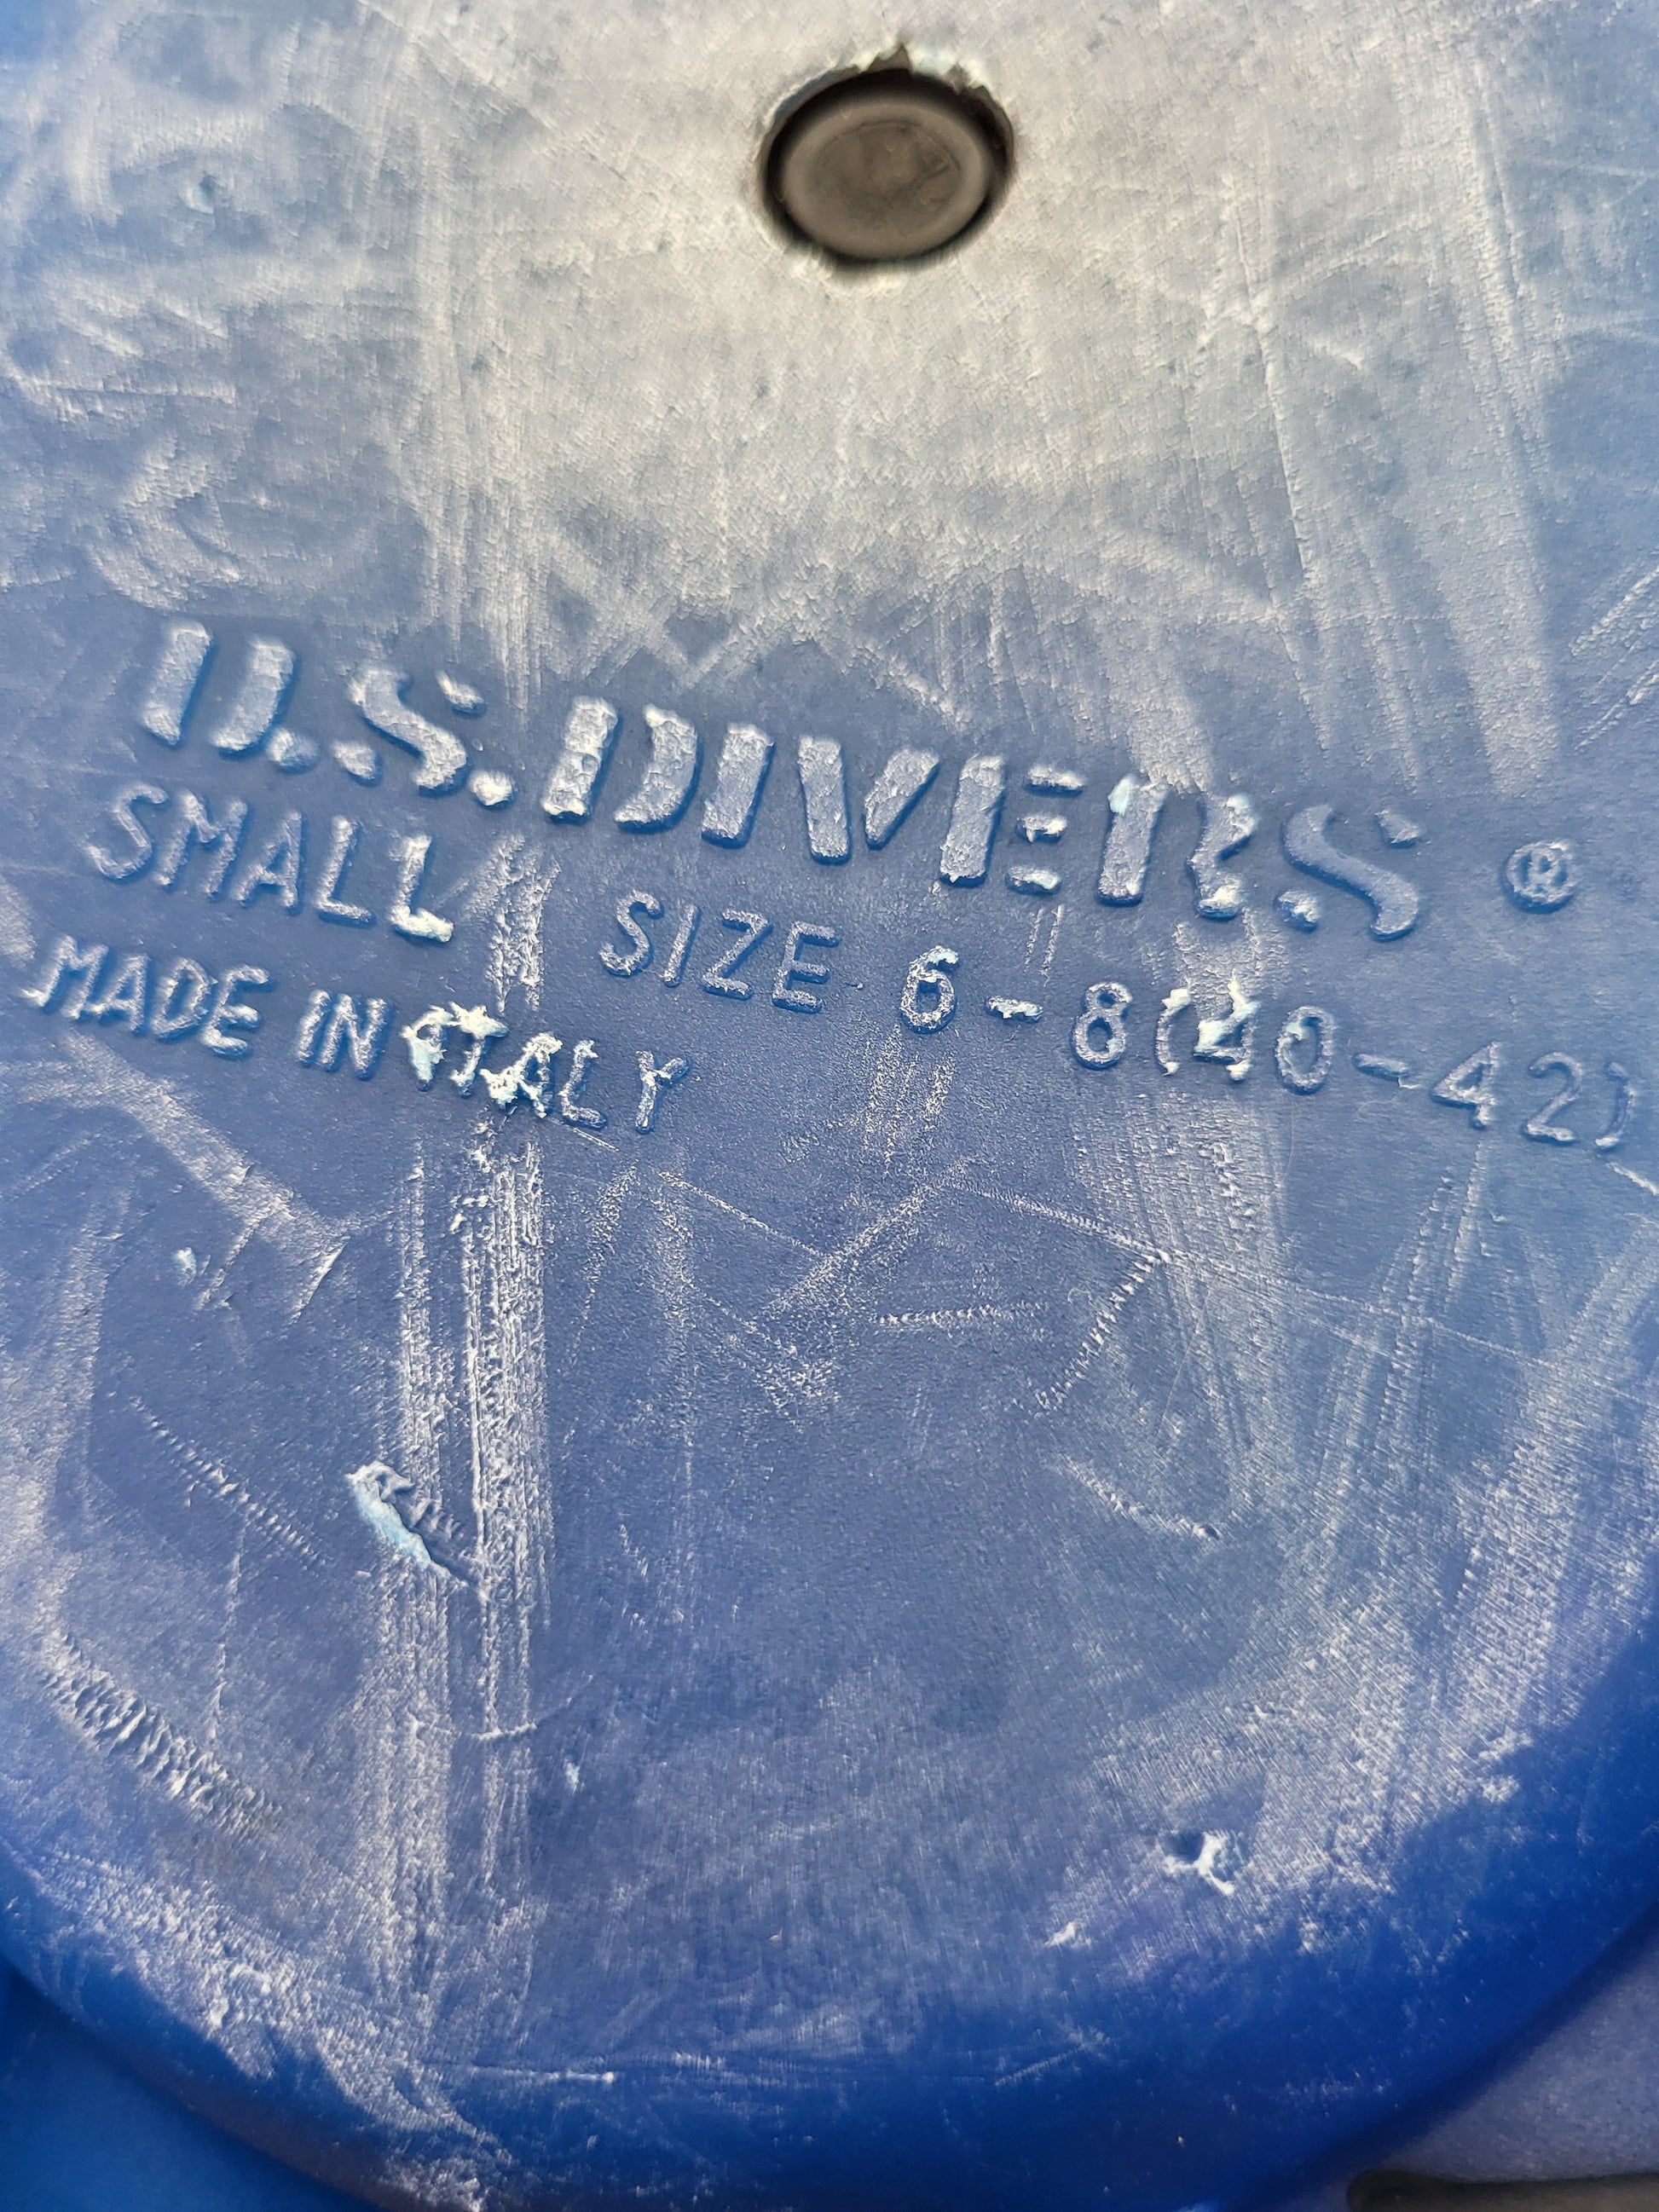 U.S.DIVERS ®
SMALL SIZE 6-8(40-42)
MADE IN ITALY